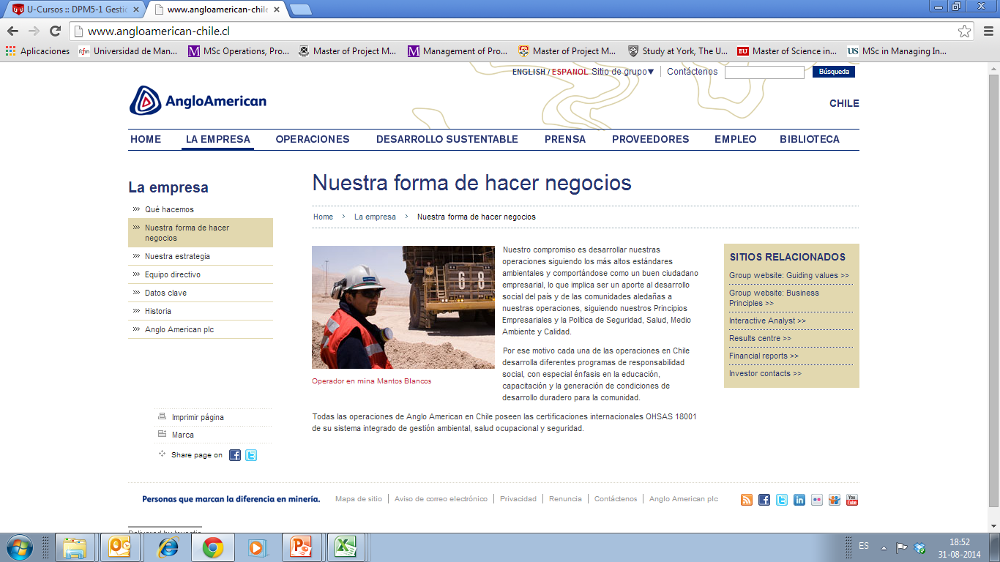 U-Cursos :: DPM5-1 Gestió
www.angloamerican-chile
www.angloamerican-chile.cl
Aplicaciones
fcfm Universidad de Man...
M MSc Operations, Pro...
Master of Project M...
M Management of Pro...
Master of Project M...
Study at York, The U...
BU Master of Science in...
US MSc in Managing In...
ENGLISH / ESPAÑOL Sitio de grupo▼ Contáctenos Búsqueda
AngloAmerican
CHILE
HOME LA EMPRESA OPERACIONES DESARROLLO SUSTENTABLE PRENSA PROVEEDORES EMPLEO BIBLIOTECA
La empresa
Qué hacemos
Nuestra forma de hacer
negocios
Nuestra estrategia
Equipo directivo
Datos clave
Historia
Anglo American plc
Imprimir página
Marca
Share page on
Nuestra forma de hacer negocios
Home > La empresa > Nuestra forma de hacer negocios
68
Operador en mina Mantos Blancos
Nuestro compromiso es desarrollar nuestras
operaciones siguiendo los más altos estándares
ambientales y comportándose como un buen ciudadano
empresarial, lo que implica ser un aporte al desarrollo
social del país y de las comunidades aledañas a
nuestras operaciones, siguiendo nuestros Principios
Empresariales y la Política de Seguridad, Salud, Medio
Ambiente y Calidad.
Por ese motivo cada una de las operaciones en Chile
desarrolla diferentes programas de responsabilidad
social, con especial énfasis en la educación,
capacitación y la generación de condiciones de
desarrollo duradero para la comunidad.
Todas las operaciones de Anglo American en Chile poseen las certificaciones internacionales OHSAS 18001
de su sistema integrado de gestión ambiental, salud ocupacional y seguridad.
SITIOS RELACIONADOS
Group website: Guiding values >>
Group website: Business
Principles >>
Interactive Analyst >>
Results centre >>
Financial reports >>
Investor contacts >>
Personas que marcan la diferencia en minería.
Mapa de sitio | Aviso de correo electrónico | Privacidad | Renuncia | Contáctenos | Anglo American plc
You Tube
Delivered by Investis
ES
18:52
31-08-2014